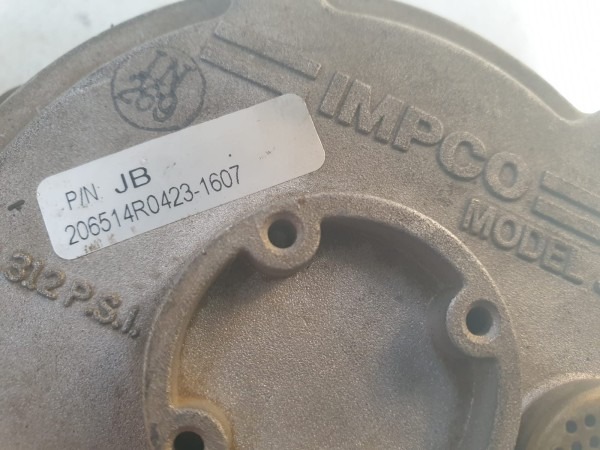 IMPCO
MODEL
P/N: JB
206514R0423-1607
312 P.S.I.